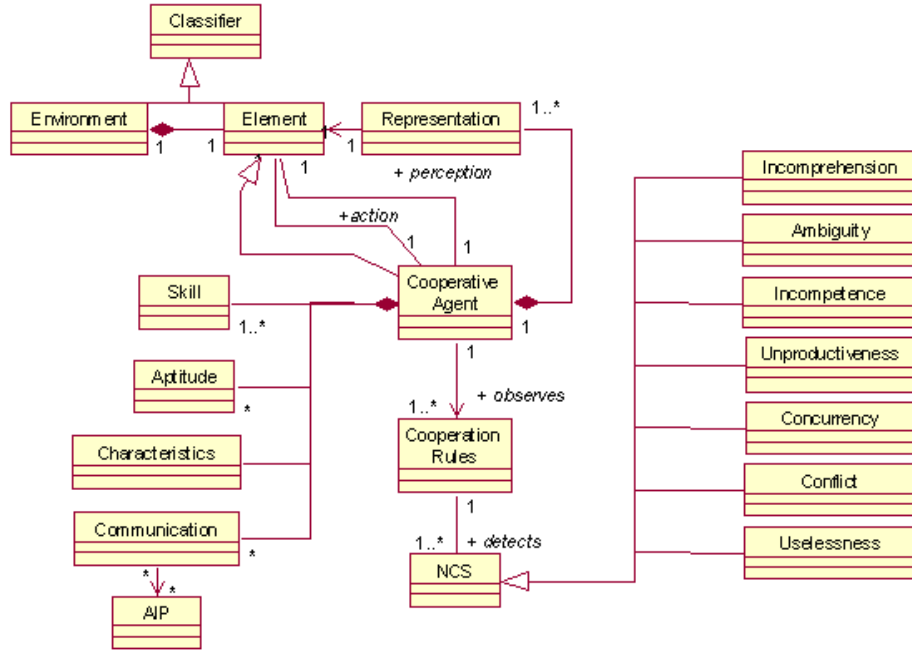 Classifier
Environment
Element
Representation
1..*
1
1
1
1
+ perception
Incomprehension
+action
1
1
Ambiguity
Skill
Cooperative
Agent
Incompetence
1..*
1
1
Unproductiveness
Aptitude
*
+ observes
1..*
Concurrency
Characteristics
Cooperation
Rules
Conflict
Communication
*
1
1..*
+ detects
Uselessness
*
*
NCS
AIP